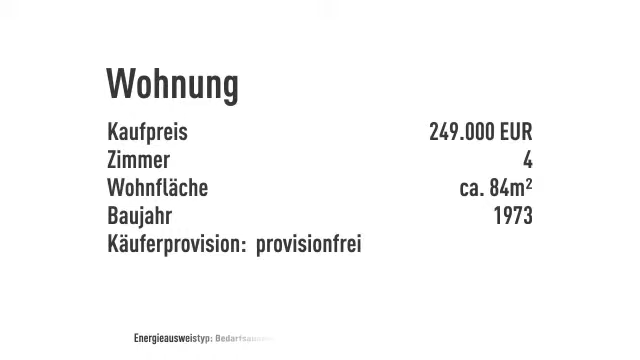 Wohnung
Kaufpreis 249.000 EUR
Zimmer 4
Wohnfläche ca. 84m²
Baujahr 1973
Käuferprovision: provisionfrei
Energieausweistyp: